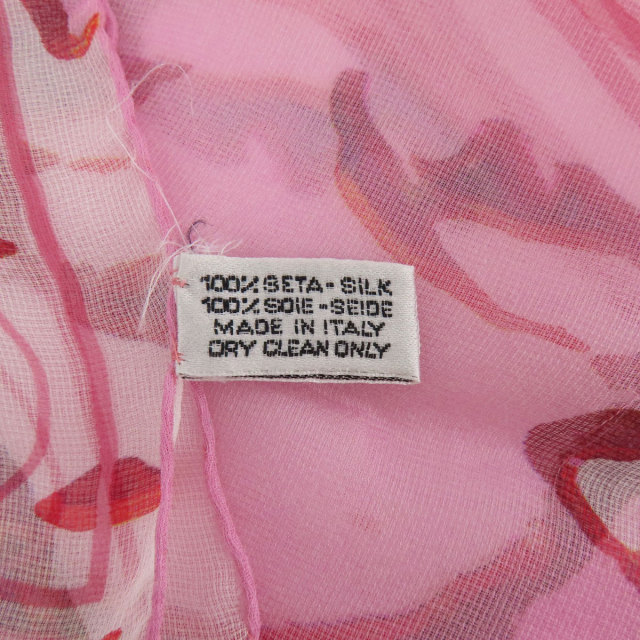 100% SETA - SILK
100% SOIE - SEIDE
MADE IN ITALY
DRY CLEAN ONLY